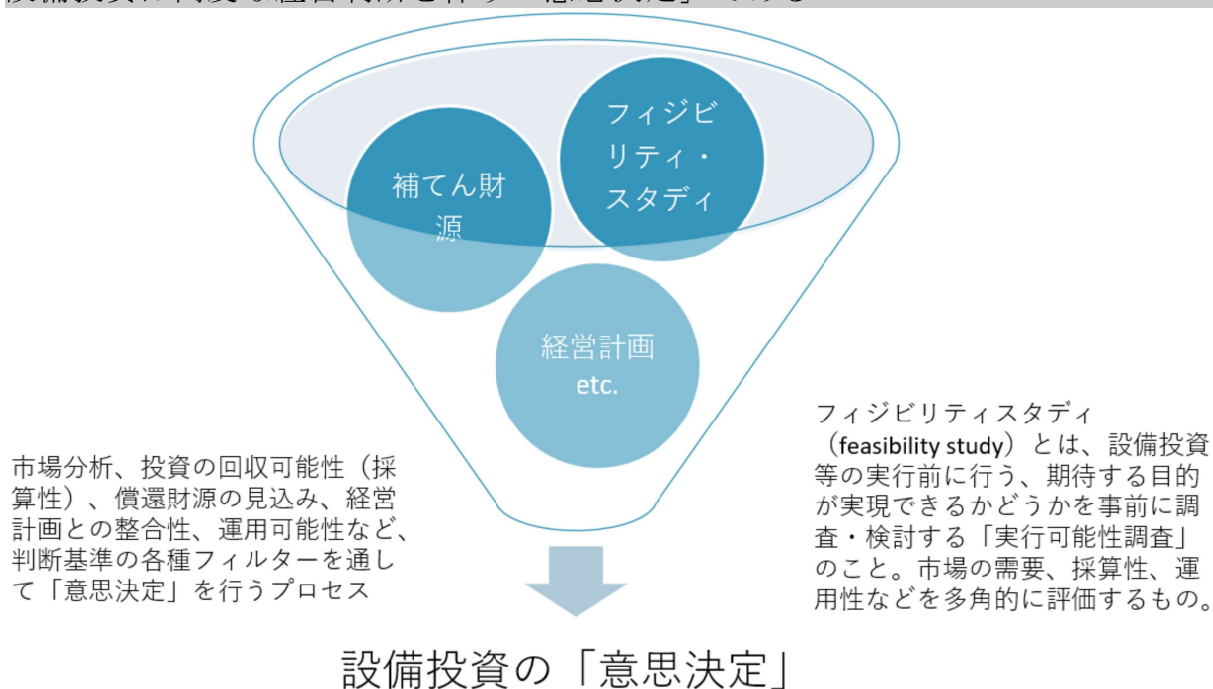 フィジビ
リティ・
スタディ
補てん財
源
経営計画
etc.
市場分析、投資の回収可能性（採
算性）、償還財源の見込み、経営
計画との整合性、運用可能性など、
判断基準の各種フィルターを通し
て「意思決定」を行うプロセス
フィジビリティスタディ
（feasibility study）とは、設備投資
等の実行前に行う、期待する目的
が実現できるかどうかを事前に調
査・検討する「実行可能性調査」
のこと。市場の需要、採算性、運
用性などを多角的に評価するもの。
設備投資の「意思決定」